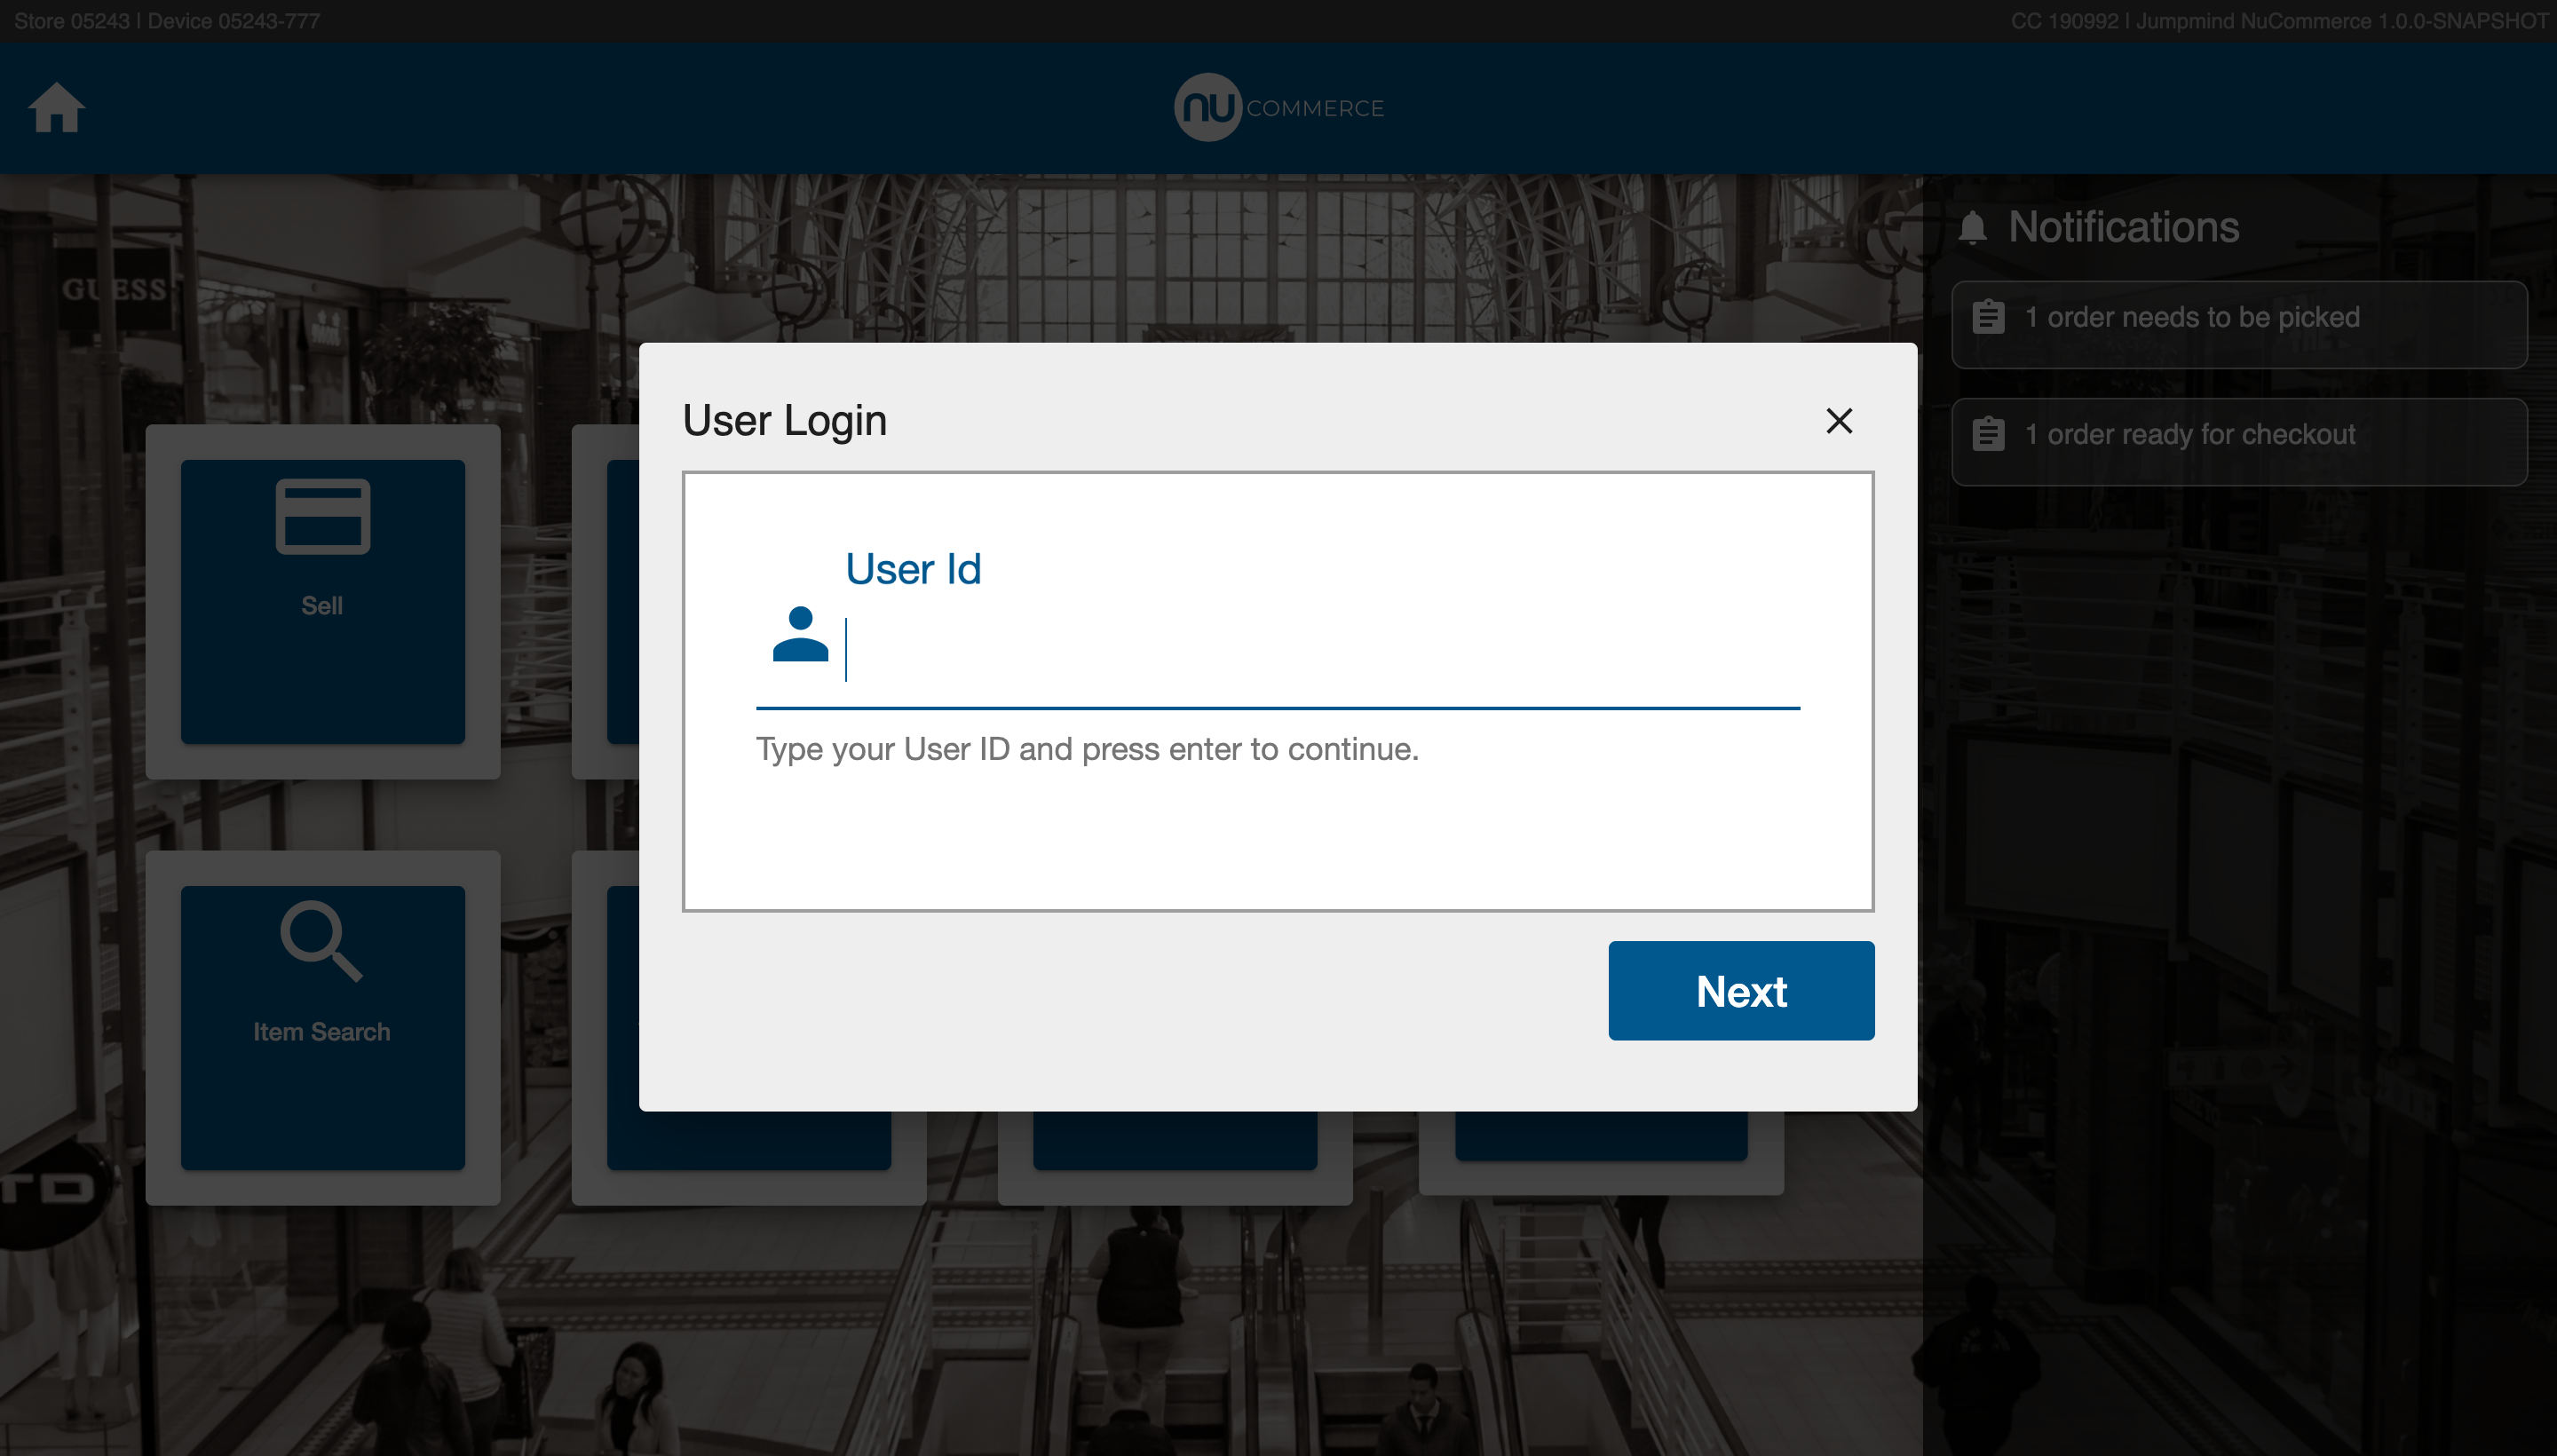 Store 05243 | Device 05243-777
CC 190992 | Jumpmind NuCommerce 1.0.0-SNAPSHOT
nu COMMERCE
GUESS
Notifications
1 order needs to be picked
1 order ready for checkout
User Login
User Id
Type your User ID and press enter to continue.
Next
Sell
Item Search
TD